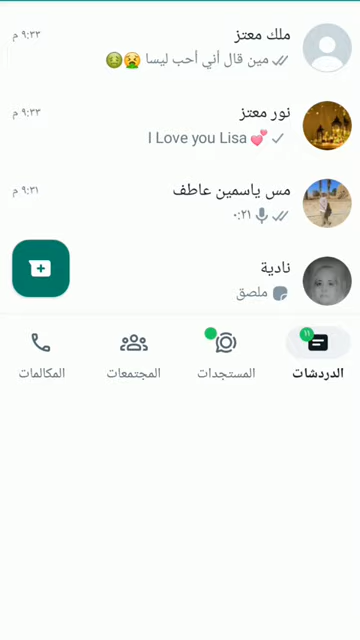 ملك معتز
٩:٣٣ م
مين قال أني أحب ليسا 🤮🤢
نور معتز
٩:٣٣ م
I Love you Lisa 💕
مس ياسمين عاطف
٩:٣١ م
٠:٢١
نادية
ملصق
١١
الدردشات
المستجدات
المجتمعات
المكالمات